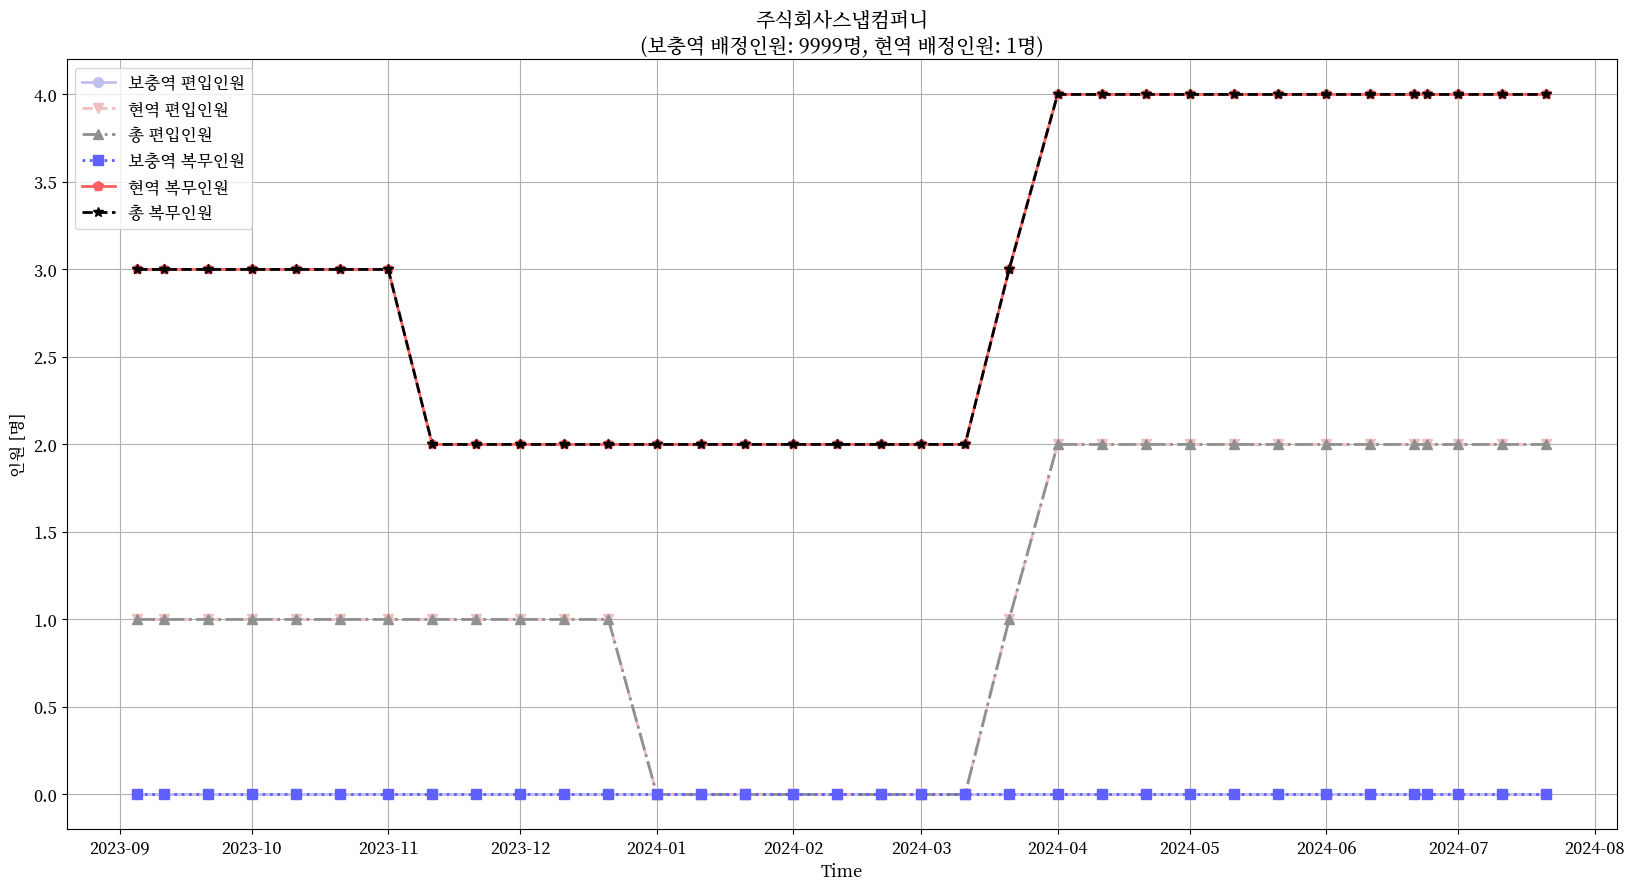 주식회사스냅컴퍼니
(보충역 배정인원: 9999명, 현역 배정인원: 1명)
보충역 편입인원
현역 편입인원
총 편입인원
보충역 복무인원
현역 복무인원
총 복무인원
4.0
3.5
3.0
2.5
2.0
1.5
1.0
0.5
0.0
인원 [명]
2023-09 2023-10 2023-11 2023-12 2024-01 2024-02 2024-03 2024-04 2024-05 2024-06 2024-07 2024-08
Time